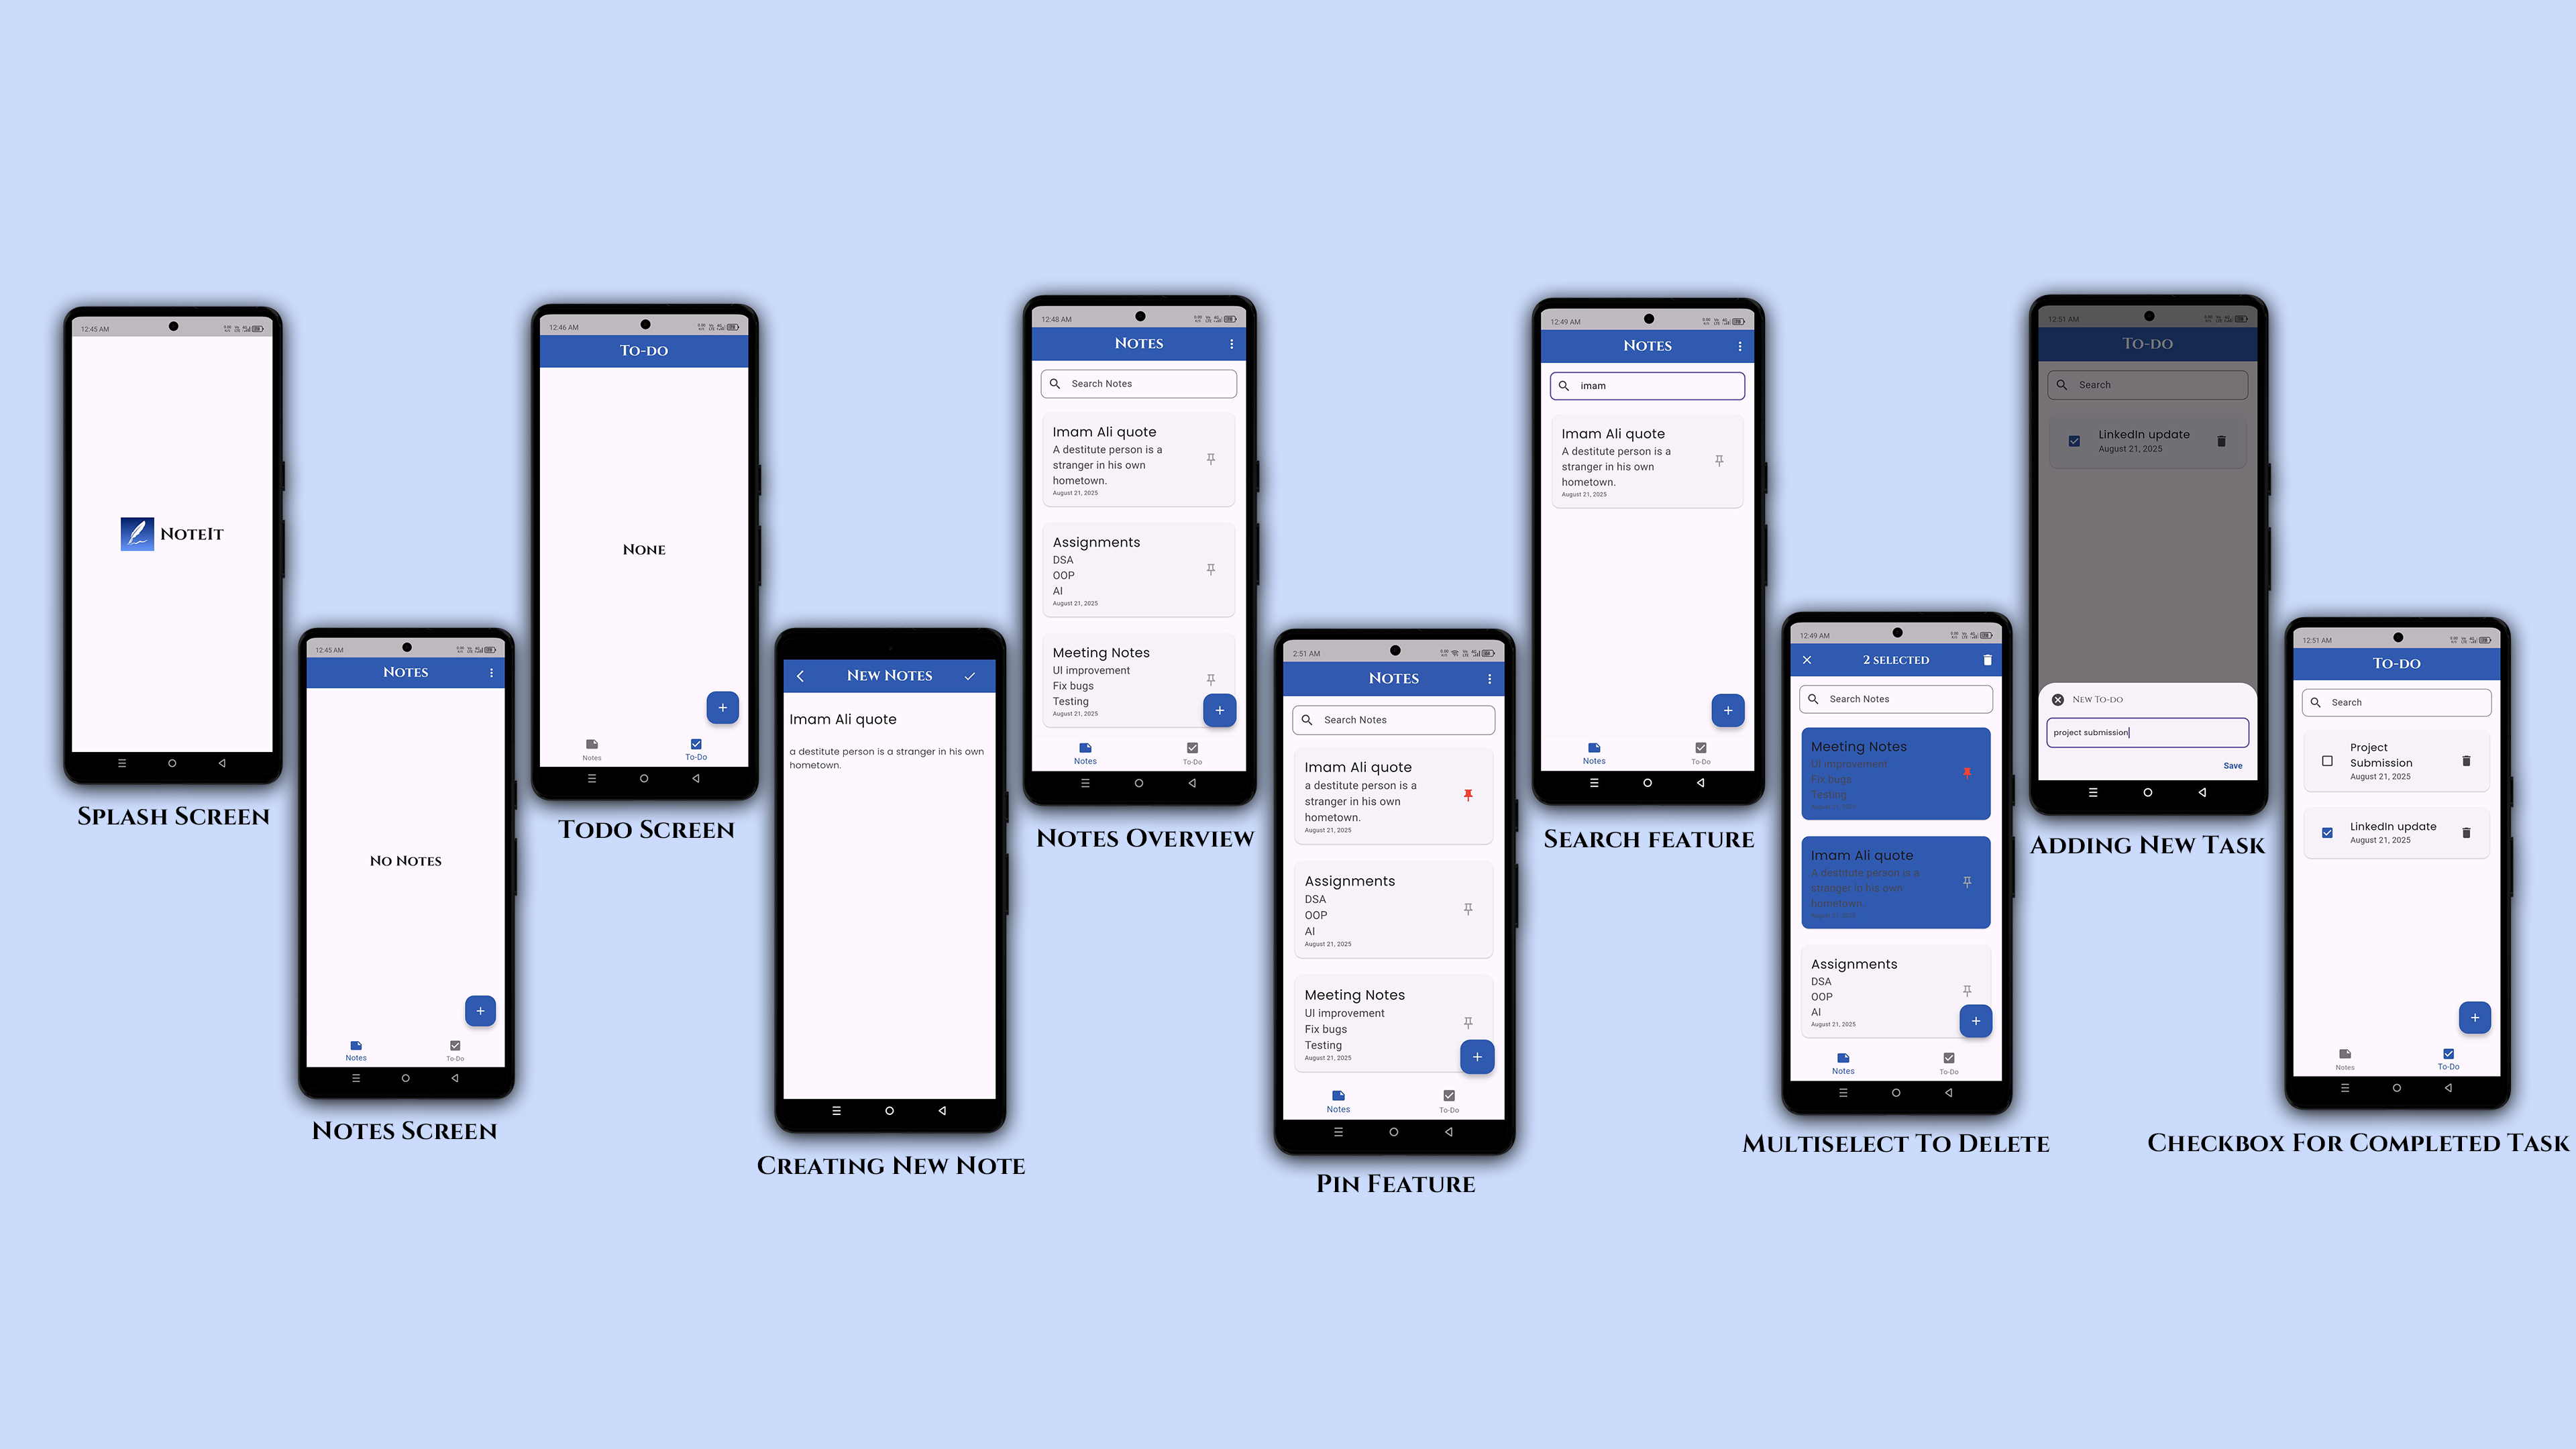 12:45 AM
NoteIt
Splash Screen
12:45 AM
Notes
No Notes
Notes
To-Do
Notes Screen
12:46 AM
To-do
None
Notes
To-Do
Todo Screen
New Notes
Imam Ali quote
a destitute person is a stranger in his own
hometown.
Creating New Note
12:48 AM
Notes
Search Notes
Imam Ali quote
A destitute person is a
stranger in his own
hometown.
August 21, 2025
Assignments
DSA
OOP
AI
August 21, 2025
Meeting Notes
UI improvement
Fix bugs
Testing
August 21, 2025
Notes
To-Do
Notes Overview
2:51 AM
Notes
Search Notes
Imam Ali quote
a destitute person is a
stranger in his own
hometown.
August 21, 2025
Assignments
DSA
OOP
AI
August 21, 2025
Meeting Notes
UI improvement
Fix bugs
Testing
August 21, 2025
Notes
To-Do
Pin Feature
12:49 AM
Notes
imam
Imam Ali quote
A destitute person is a
stranger in his own
hometown.
August 21, 2025
Notes
To-Do
Search feature
12:49 AM
2 selected
Search Notes
Meeting Notes
UI improvement
Fix bugs
Testing
August 21, 2025
Imam Ali quote
A destitute person is a
stranger in his own
hometown.
August 21, 2025
Assignments
DSA
OOP
AI
August 21, 2025
Notes
To-Do
Multiselect To Delete
12:51 AM
To-do
Search
LinkedIn update
August 21, 2025
New To-do
project submission
Save
Adding New Task
12:51 AM
To-do
Search
Project
Submission
August 21, 2025
LinkedIn update
August 21, 2025
Notes
To-Do
Checkbox For Completed Task